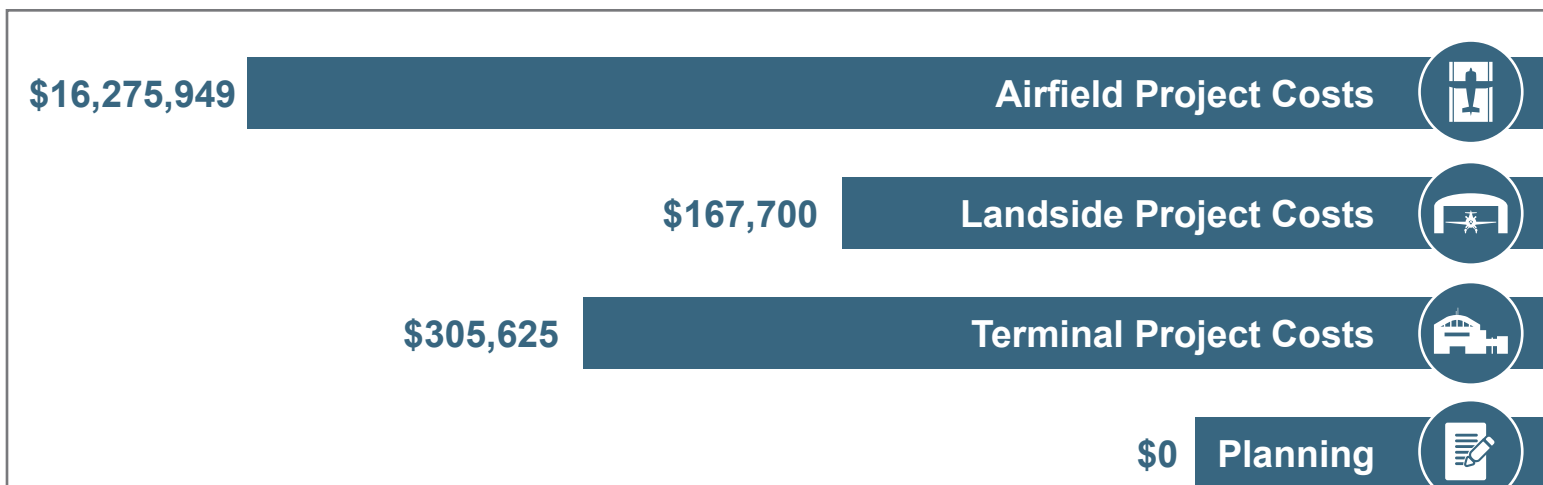 $16,275,949 Airfield Project Costs
$167,700 Landside Project Costs
$305,625 Terminal Project Costs
$0 Planning